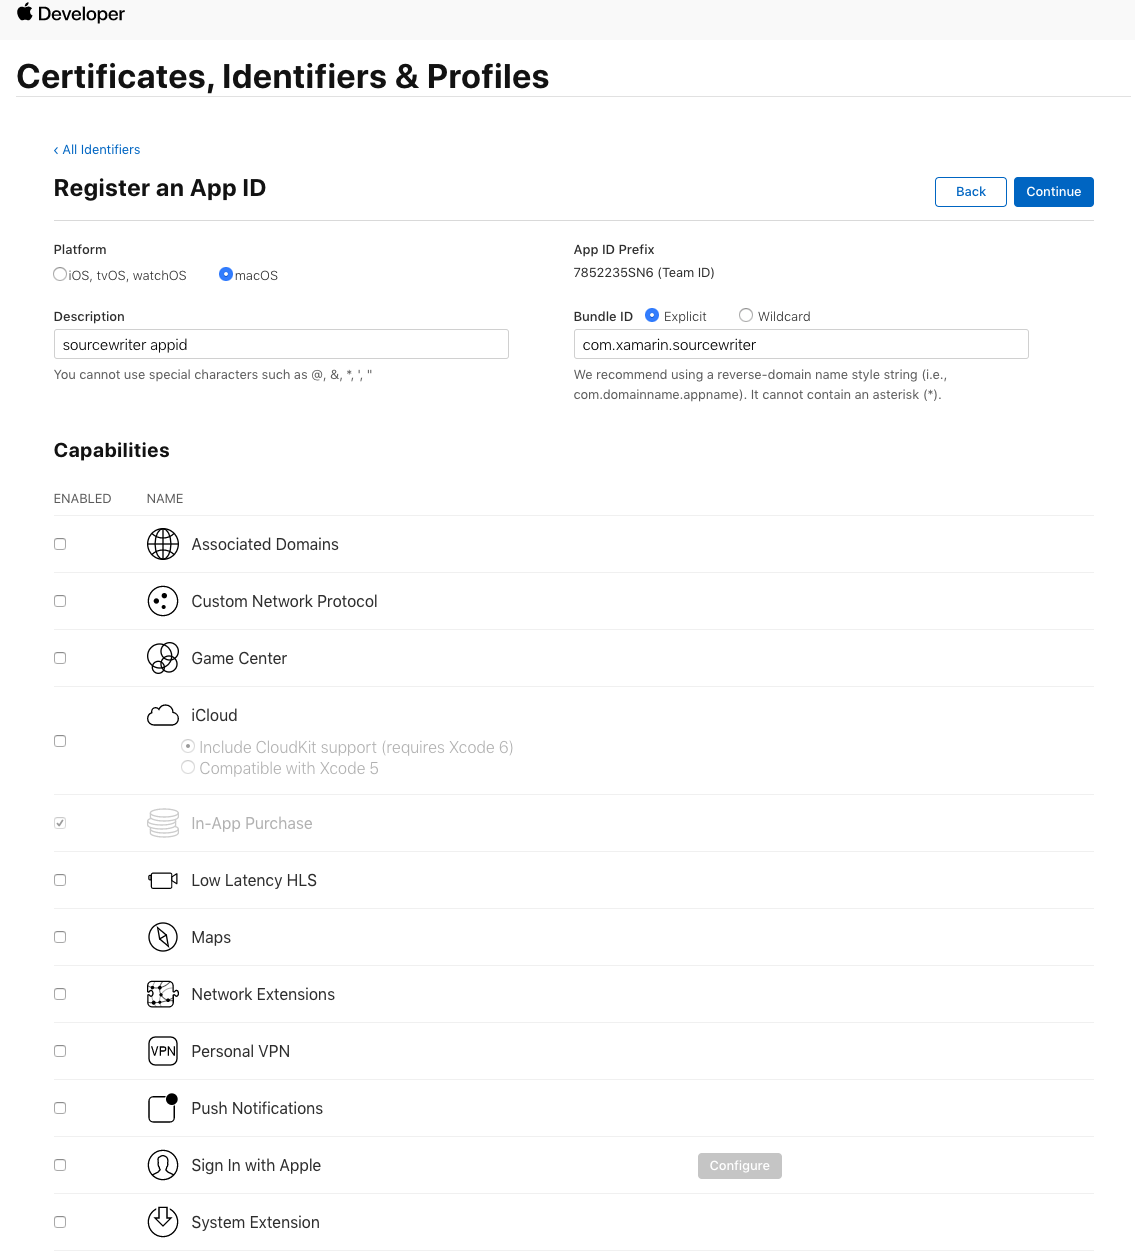 Developer
Certificates, Identifiers & Profiles
‹ All Identifiers
Register an App ID
Back
Continue
Platform
iOS, tvOS, watchOS
macOS
App ID Prefix
7852235SN6 (Team ID)
Description
sourcewriter appid
You cannot use special characters such as @, &, *, ', "
Bundle ID
Explicit
Wildcard
com.xamarin.sourcewriter
We recommend using a reverse-domain name style string (i.e.,
com.domainname.appname). It cannot contain an asterisk (*).
Capabilities
ENABLED
NAME
Associated Domains
Custom Network Protocol
Game Center
iCloud
Include CloudKit support (requires Xcode 6)
Compatible with Xcode 5
In-App Purchase
Low Latency HLS
Maps
Network Extensions
VPN
Personal VPN
Push Notifications
Sign In with Apple
Configure
System Extension